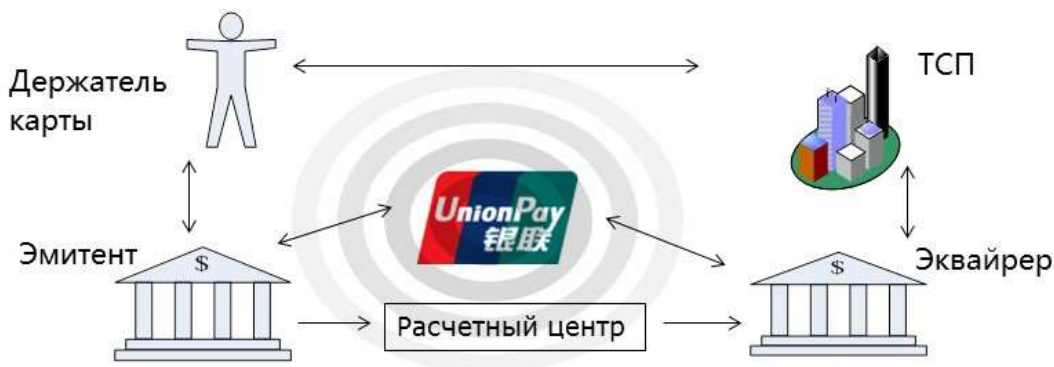 Держатель
карты
ТСП
UnionPay
银联
Эмитент
$
$
Эквайрер
Расчетный центр